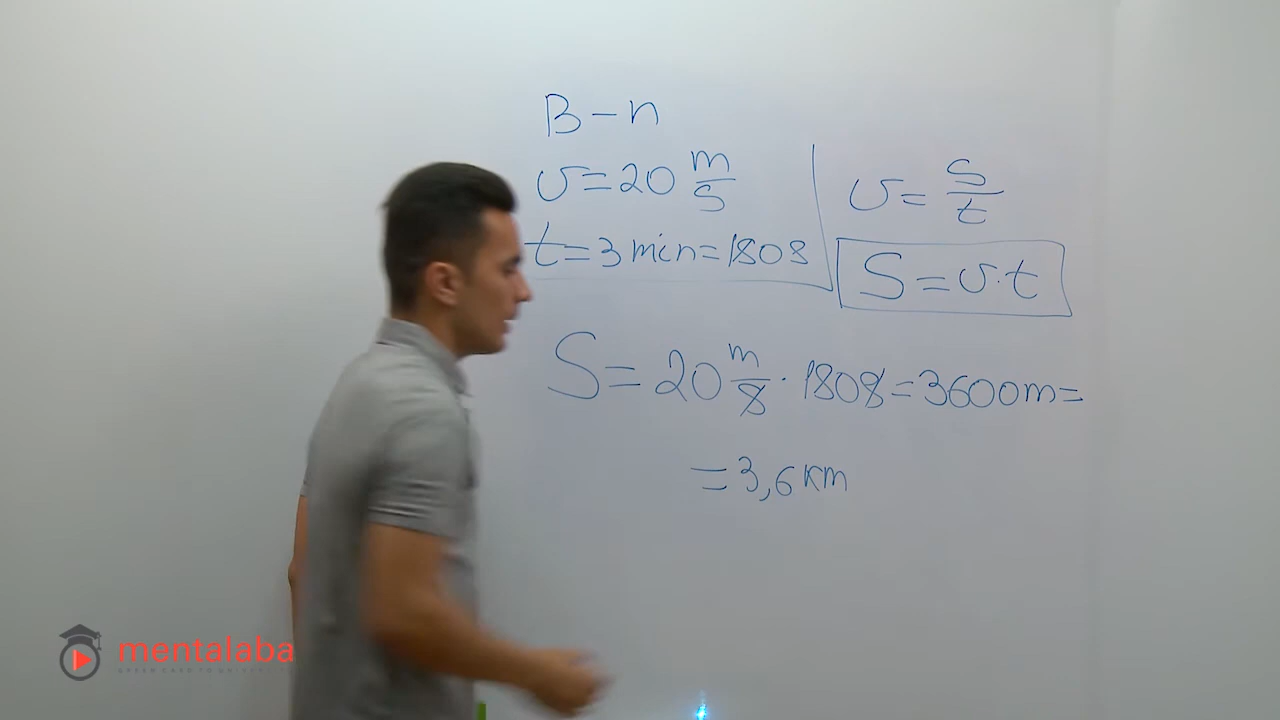 B-n
υ=20 m/s
t=3 min=180s
υ= S/t
S=υ·t
S=20 m/s · 180s=3600m=
=3,6 km
mentalaba